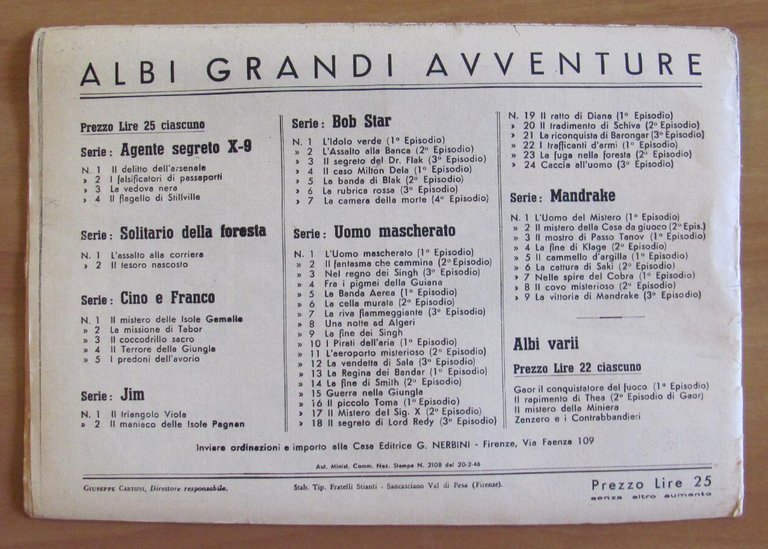 ALBI GRANDI AVVENTURE
Prezzo Lire 25 ciascuno
Serie: Agente segreto X-9
N. 1 Il delitto dell'arsenale
» 2 I falsificatori di passaporti
» 3 La vedova nera
» 4 Il flagello di Stillville
Serie: Solitario della foresta
N. 1 L'assalto alla corriera
» 2 Il tesoro nascosto
Serie: Cino e Franco
N. 1 Il mistero delle Isole Gemelle
» 2 La missione di Tabor
» 3 Il coccodrillo sacro
» 4 Il Terrore della Giungla
» 5 I predoni dell'avorio
Serie: Jim
N. 1 Il triangolo Viola
» 2 Il maniaco delle Isole Pagnan
Serie: Bob Star
N. 1 L'Idolo verde (1° Episodio)
» 2 L'Assalto alla Banca (2° Episodio)
» 3 Il segreto del Dr. Flak (3° Episodio)
» 4 Il caso Milton Dela (1° Episodio)
» 5 La banda di Blak (2° Episodio)
» 6 La rubrica rossa (3° Episodio)
» 7 La camera della morte (4° Episodio)
Serie: Uomo mascherato
N. 1 L'Uomo mascherato (1° Episodio)
» 2 Il fantasma che cammina (2° Episodio)
» 3 Nel regno dei Singh (3° Episodio)
» 4 Fra i pigmei della Guiana
» 5 La Banda Aerea (1° Episodio)
» 6 La cella murata (2° Episodio)
» 7 La riva fiammeggiante (3° Episodio)
» 8 Una notte ad Algeri
» 9 La fine dei Singh
» 10 I Pirati dell'aria (1° Episodio)
» 11 L'aeroporto misterioso (2° Episodio)
» 12 La vendetta di Sala (3° Episodio)
» 13 La Regina dei Bandar (1° Episodio)
» 14 La fine di Smith (2° Episodio)
» 15 Guerra nella Giungla
» 16 Il piccolo Toma (1° Episodio)
» 17 Il Mistero del Sig. X (2° Episodio)
» 18 Il segreto di Lord Redy (3° Episodio)
N. 19 Il ratto di Diana (1° Episodio)
» 20 Il tradimento di Schiva (2° Episodio)
» 21 La riconquista di Barongar (3° Episodio)
» 22 I trafficanti d'armi (1° Episodio)
» 23 La fuga nella foresta (2° Episodio)
» 24 Caccia all'uomo (3° Episodio)
Serie: Mandrake
N. 1 L'Uomo del Mistero (1° Episodio)
» 2 Il mistero della Casa da giuoco (2° Epis.)
» 3 Il mostro di Passo Tanov (1° Episodio)
» 4 La fine di Klage (2° Episodio)
» 5 Il cammello d'argilla (1° Episodio)
» 6 La cattura di Saki (2° Episodio)
» 7 Nelle spire del Cobra (1° Episodio)
» 8 Il covo misterioso (2° Episodio)
» 9 La vittoria di Mandrake (3° Episodio)
Albi varii
Prezzo Lire 22 ciascuno
Gaor il conquistatore del fuoco (1° Episodio)
Il rapimento di Thea (2° Episodio di Gaor)
Il mistero della Miniera
Zenzero e i Contrabbandieri
Inviare ordinazioni e importo alla Casa Editrice G. NERBINI - Firenze, Via Faenza 109
Aut. Minist. Comm. Naz. Stampa N. 2108 del 20-2-46
GIUSEPPE CARTONI, Direttore responsabile.
Stab. Tip. Fratelli Stianti - Sancasciano Val di Pesa (Firenze).
Prezzo Lire 25
senza altro aumento